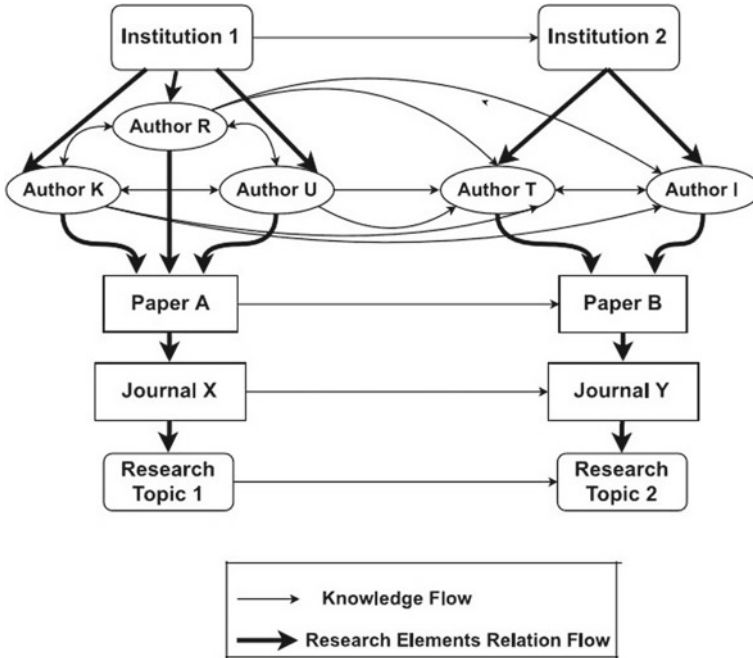 Institution 1
Institution 2
Author R
Author K
Author U
Author T
Author I
Paper A
Paper B
Journal X
Journal Y
Research
Topic 1
Research
Topic 2
Knowledge Flow
Research Elements Relation Flow